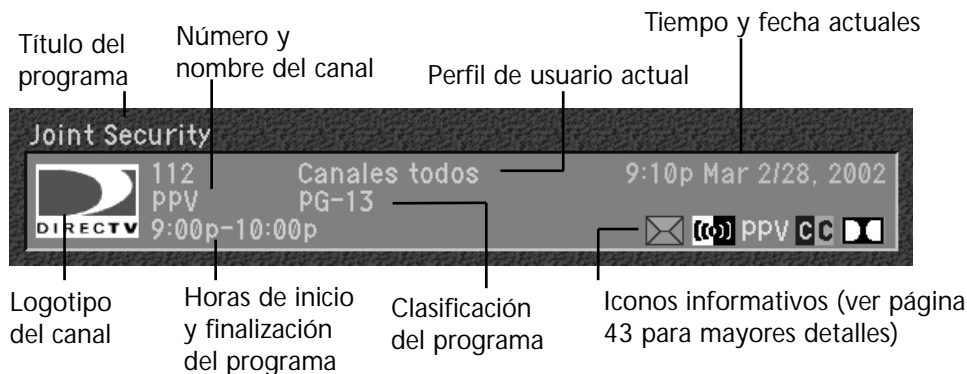 Título del
programa
Número y
nombre del canal
Perfil de usuario actual
Tiempo y fecha actuales
Joint Security
112
Canales todos
9:10p Mar 2/28, 2002
PPV
PG-13
DIRECTV
9:00p-10:00p
PPV CC
Logotipo
del canal
Horas de inicio
y finalización
del programa
Clasificación
del programa
Iconos informativos (ver página
43 para mayores detalles)